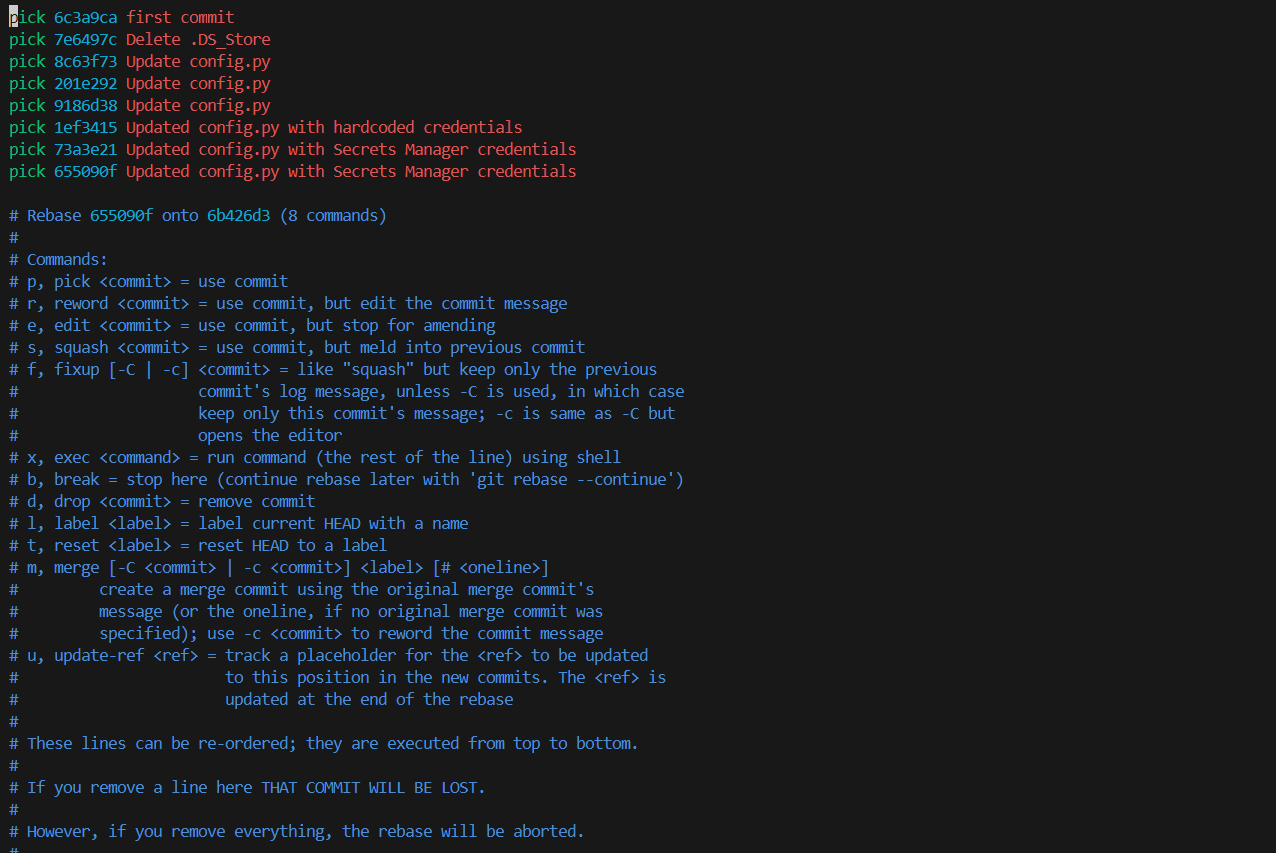 pick 6c3a9ca first commit
pick 7e6497c Delete .DS_Store
pick 8c63f73 Update config.py
pick 201e292 Update config.py
pick 9186d38 Update config.py
pick 1ef3415 Updated config.py with hardcoded credentials
pick 73a3e21 Updated config.py with Secrets Manager credentials
pick 655090f Updated config.py with Secrets Manager credentials

# Rebase 655090f onto 6b426d3 (8 commands)
#
# Commands:
# p, pick <commit> = use commit
# r, reword <commit> = use commit, but edit the commit message
# e, edit <commit> = use commit, but stop for amending
# s, squash <commit> = use commit, but meld into previous commit
# f, fixup [-C | -c] <commit> = like "squash" but keep only the previous
#                    commit's log message, unless -C is used, in which case
#                    keep only this commit's message; -c is same as -C but
#                    opens the editor
# x, exec <command> = run command (the rest of the line) using shell
# b, break = stop here (continue rebase later with 'git rebase --continue')
# d, drop <commit> = remove commit
# l, label <label> = label current HEAD with a name
# t, reset <label> = reset HEAD to a label
# m, merge [-C <commit> | -c <commit>] <label> [# <oneline>]
#         create a merge commit using the original merge commit's
#         message (or the oneline, if no original merge commit was
#         specified); use -c <commit> to reword the commit message
# u, update-ref <ref> = track a placeholder for the <ref> to be updated
#                       to this position in the new commits. The <ref> is
#                       updated at the end of the rebase
#
# These lines can be re-ordered; they are executed from top to bottom.
#
# If you remove a line here THAT COMMIT WILL BE LOST.
#
# However, if you remove everything, the rebase will be aborted.
#